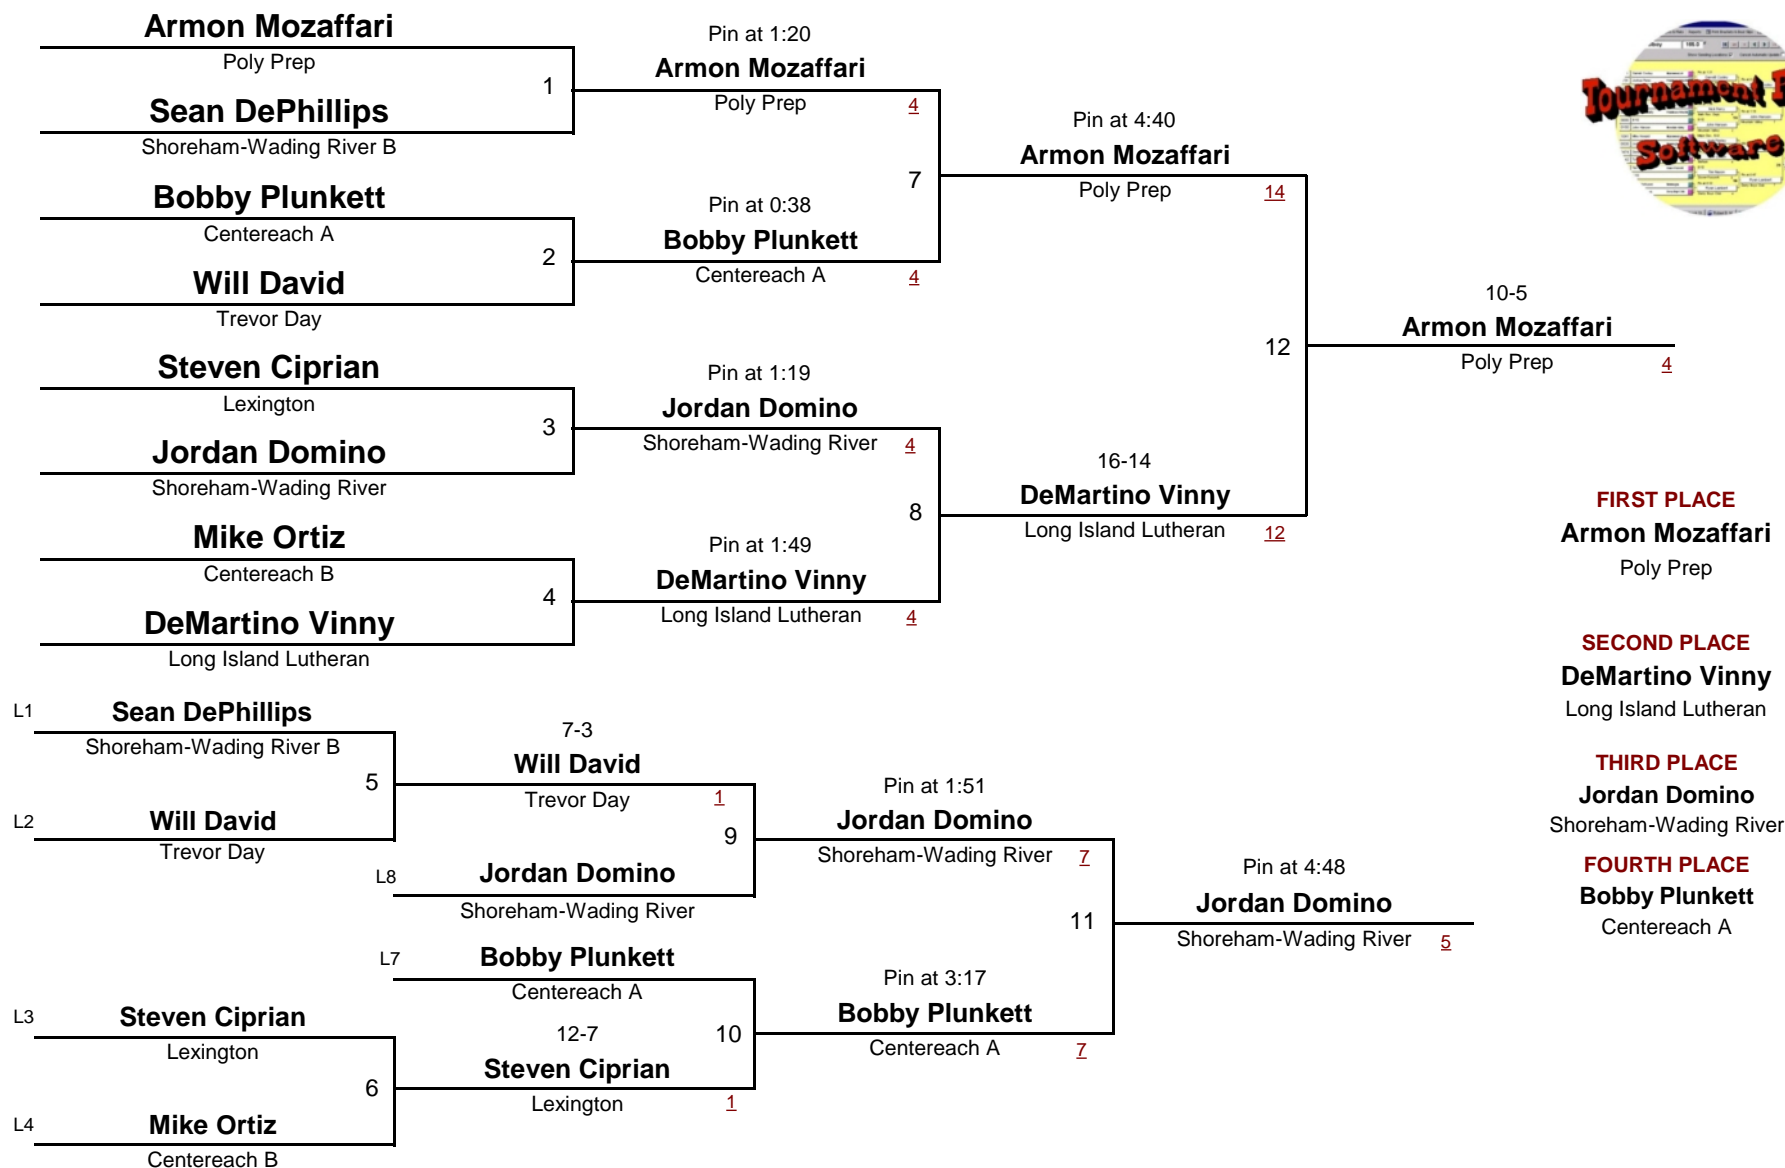 Armon Mozaffari
Poly Prep
1
Sean DePhillips
Shoreham-Wading River B
Bobby Plunkett
Centereach A
2
Will David
Trevor Day
Steven Ciprian
Lexington
3
Jordan Domino
Shoreham-Wading River
Mike Ortiz
Centereach B
4
DeMartino Vinny
Long Island Lutheran
Pin at 1:20
Armon Mozaffari
Poly Prep 4
7
Pin at 0:38
Bobby Plunkett
Centereach A 4
Pin at 1:19
Jordan Domino
Shoreham-Wading River 4
8
Pin at 1:49
DeMartino Vinny
Long Island Lutheran 4
Pin at 4:40
Armon Mozaffari
Poly Prep 14
12
16-14
DeMartino Vinny
Long Island Lutheran 12
10-5
Armon Mozaffari
Poly Prep 4
Tournament
Software
FIRST PLACE
Armon Mozaffari
Poly Prep
SECOND PLACE
DeMartino Vinny
Long Island Lutheran
THIRD PLACE
Jordan Domino
Shoreham-Wading River
FOURTH PLACE
Bobby Plunkett
Centereach A
L1 Sean DePhillips
Shoreham-Wading River B
5
L2 Will David
Trevor Day
L3 Steven Ciprian
Lexington
6
L4 Mike Ortiz
Centereach B
7-3
Will David
Trevor Day 1
9
L8 Jordan Domino
Shoreham-Wading River
L7 Bobby Plunkett
Centereach A
10
12-7
Steven Ciprian
Lexington 1
Pin at 1:51
Jordan Domino
Shoreham-Wading River 7
11
Pin at 3:17
Bobby Plunkett
Centereach A 7
Pin at 4:48
Jordan Domino
Shoreham-Wading River 5